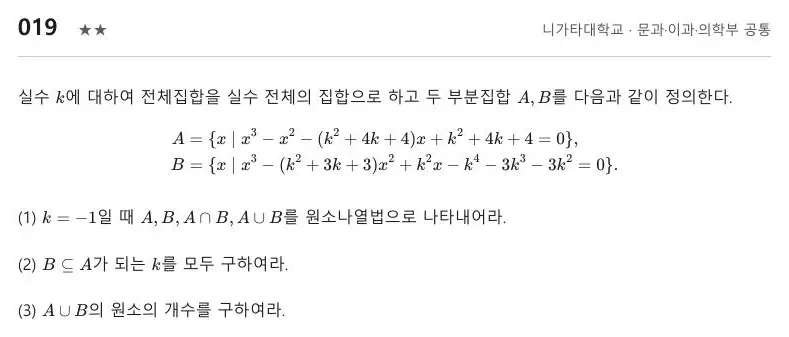 019 ★★
니가타대학교 · 문과·이과·의학부 공통
실수 k에 대하여 전체집합을 실수 전체의 집합으로 하고 두 부분집합 A, B를 다음과 같이 정의한다.
A = {x | x³ − x² − (k² + 4k + 4)x + k² + 4k + 4 = 0},
B = {x | x³ − (k² + 3k + 3)x² + k²x − k⁴ − 3k³ − 3k² = 0}.
(1) k = −1일 때 A, B, A ∩ B, A ∪ B를 원소나열법으로 나타내어라.
(2) B ⊆ A가 되는 k를 모두 구하여라.
(3) A ∪ B의 원소의 개수를 구하여라.